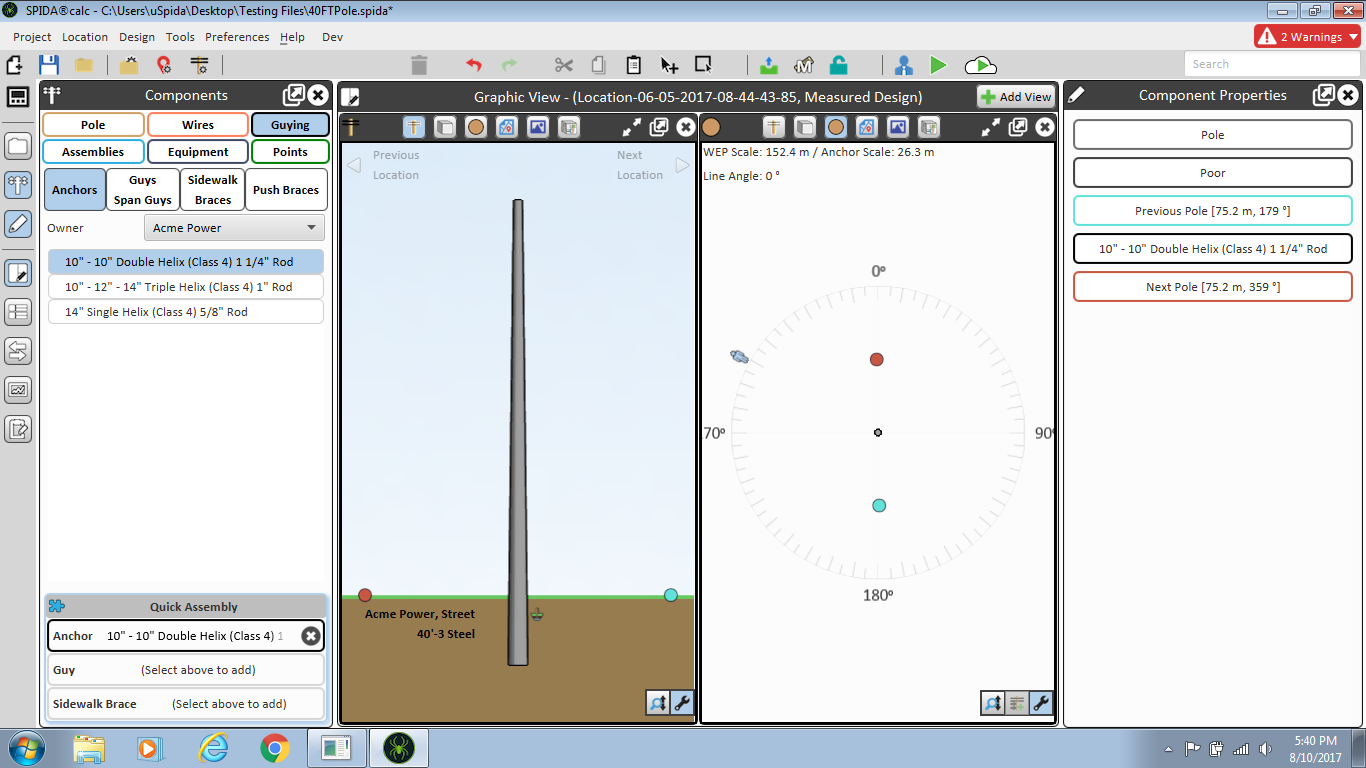 SPIDA®calc - C:\Users\uSpida\Desktop\Testing Files\40FTPole.spida*
Project Location Design Tools Preferences Help Dev
2 Warnings
Search
Components
Pole Wires Guying
Assemblies Equipment Points
Anchors
Guys
Span Guys
Sidewalk
Braces
Push Braces
Owner Acme Power
10" - 10" Double Helix (Class 4) 1 1/4" Rod
10" - 12" - 14" Triple Helix (Class 4) 1" Rod
14" Single Helix (Class 4) 5/8" Rod
Quick Assembly
Anchor 10" - 10" Double Helix (Class 4) 1
Guy (Select above to add)
Sidewalk Brace (Select above to add)
Graphic View - (Location-06-05-2017-08-44-43-85, Measured Design)
Add View
Previous
Location
Next
Location
Acme Power, Street
40'-3 Steel
WEP Scale: 152.4 m / Anchor Scale: 26.3 m
Line Angle: 0 °
0º
70º
90º
180º
Component Properties
Pole
Poor
Previous Pole [75.2 m, 179 °]
10" - 10" Double Helix (Class 4) 1 1/4" Rod
Next Pole [75.2 m, 359 °]
5:40 PM
8/10/2017